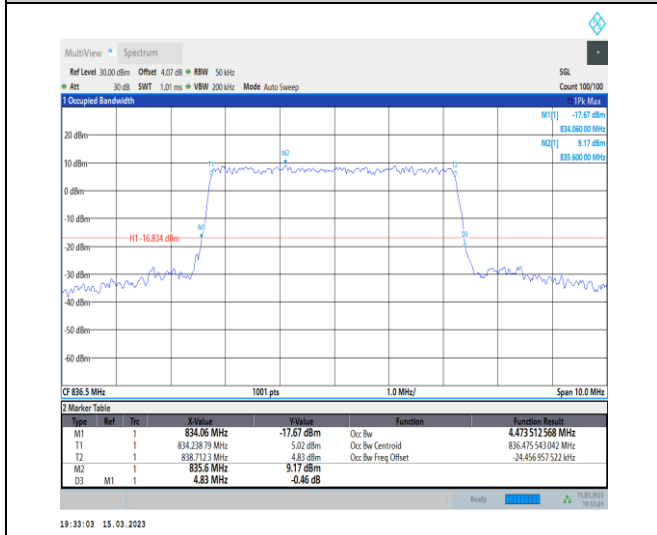 MultiView Spectrum
Ref Level 30.00 dBm Offset 4.07 dB RBW 50 kHz SGL
Att 30 dB SWT 1.01 ms VBW 200 kHz Mode Auto Sweep Count 100/100
1 Occupied Bandwidth 1Pk Max
M1[1] -17.67 dBm
834.060 00 MHz
M2[1] 9.17 dBm
835.600 00 MHz
20 dBm
M2
10 dBm
T1 T2
0 dBm
-10 dBm
M1
D3
H1 -16.834 dBm
-20 dBm
-30 dBm
-40 dBm
-50 dBm
-60 dBm
CF 836.5 MHz 1001 pts 1.0 MHz/ Span 10.0 MHz
2 Marker Table
Type Ref Trc X-Value Y-Value Function Function Result
M1 1 834.06 MHz -17.67 dBm Occ Bw 4.473 512 568 MHz
T1 1 834.238 79 MHz 5.02 dBm Occ Bw Centroid 836.475 543 042 MHz
T2 1 838.712 3 MHz 4.83 dBm Occ Bw Freq Offset -24.456 957 522 kHz
M2 1 835.6 MHz 9.17 dBm
D3 M1 1 4.83 MHz -0.46 dB
Ready 15.03.2023
19:33:03
19:33:03 15.03.2023